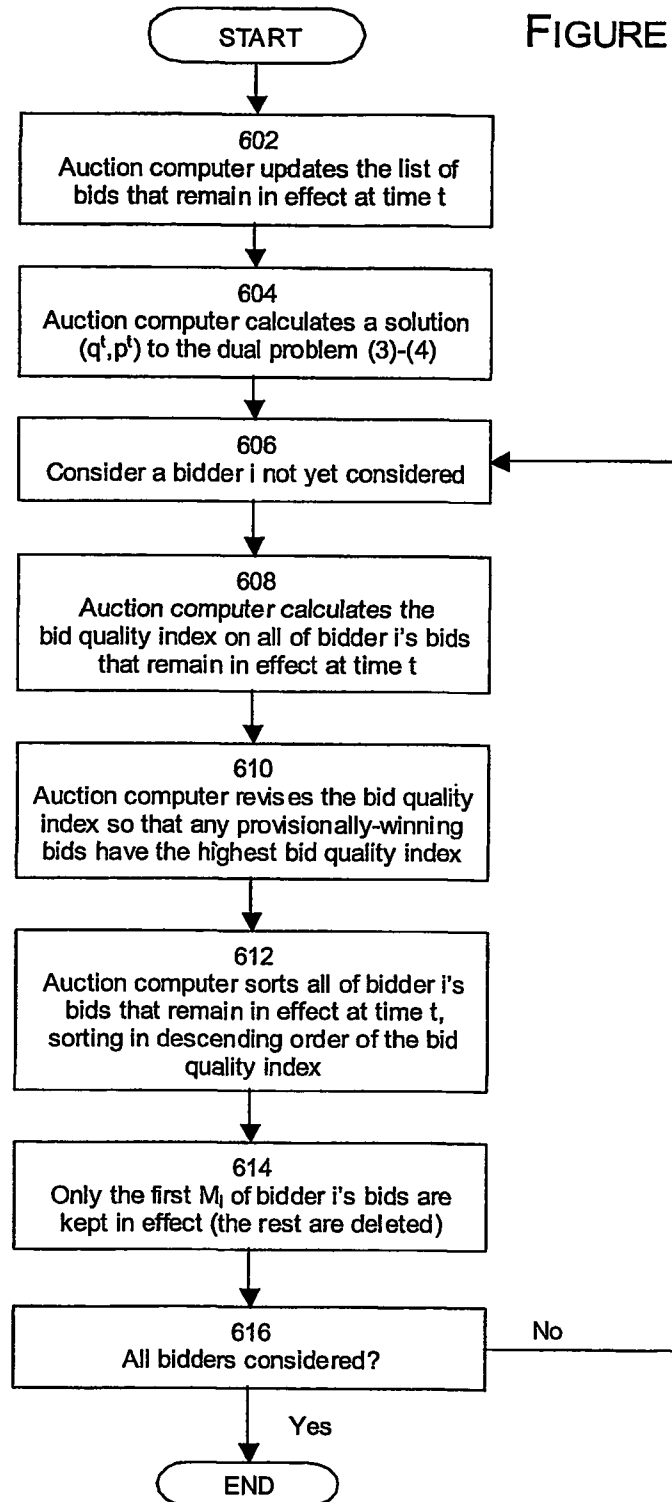 START
FIGURE
602
Auction computer updates the list of
bids that remain in effect at time t
604
Auction computer calculates a solution
(qᵗ,pᵗ) to the dual problem (3)-(4)
606
Consider a bidder i not yet considered
608
Auction computer calculates the
bid quality index on all of bidder i's bids
that remain in effect at time t
610
Auction computer revises the bid quality
index so that any provisionally-winning
bids have the highest bid quality index
612
Auction computer sorts all of bidder i's
bids that remain in effect at time t,
sorting in descending order of the bid
quality index
614
Only the first Mᵢ of bidder i's bids are
kept in effect (the rest are deleted)
616
All bidders considered?
No
Yes
END